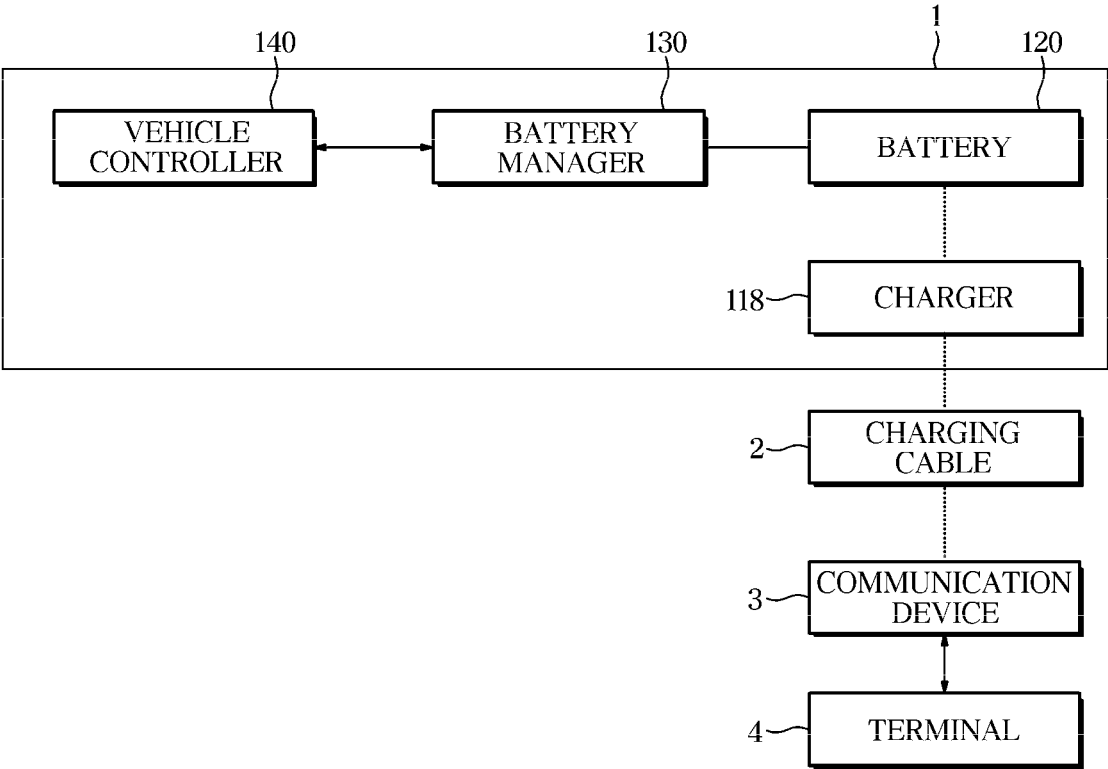 1
140
130
120
VEHICLE
CONTROLLER
BATTERY
MANAGER
BATTERY
118
CHARGER
2
CHARGING
CABLE
3
COMMUNICATION
DEVICE
4
TERMINAL